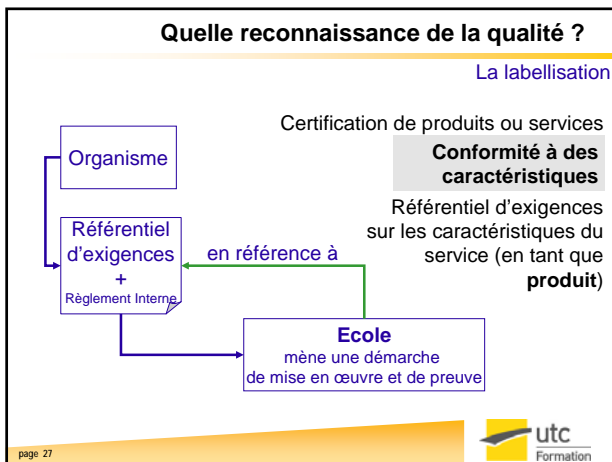 Quelle reconnaissance de la qualité ?
La labellisation
Certification de produits ou services
Conformité à des
caractéristiques
Référentiel d'exigences
sur les caractéristiques du
service (en tant que
produit)
Organisme
Référentiel
d'exigences
+
Règlement Interne
en référence à
Ecole
mène une démarche
de mise en œuvre et de preuve
page 27
utc
Formation